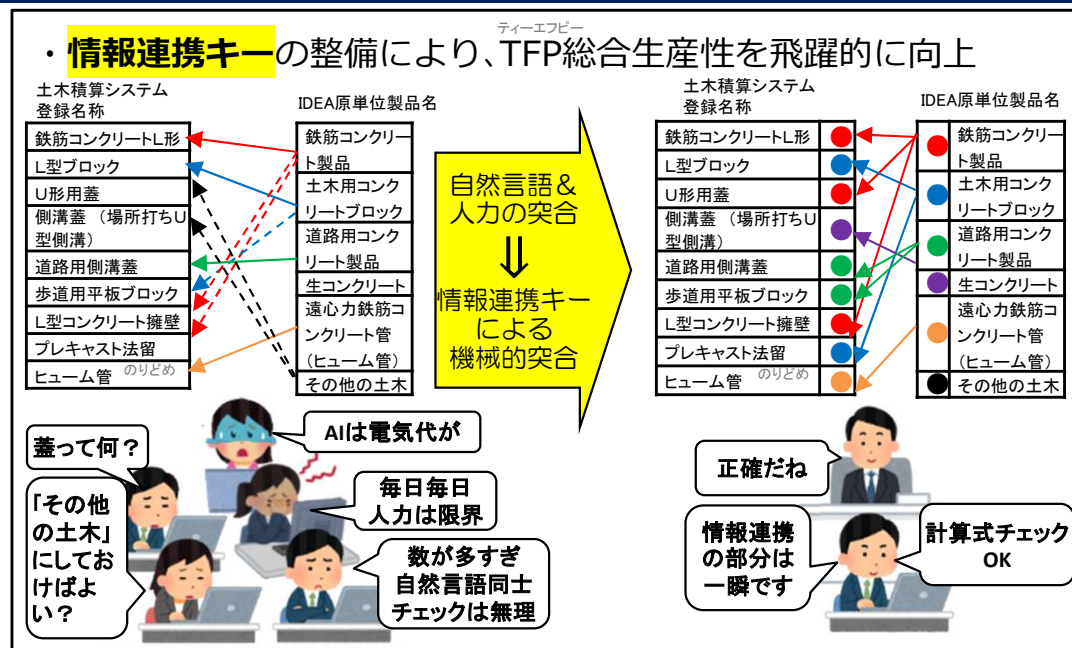 ティーエフピー
・情報連携キーの整備により、TFP総合生産性を飛躍的に向上
土木積算システム
登録名称
鉄筋コンクリートL形
L型ブロック
U形用蓋
側溝蓋 (場所打ちU
型側溝)
道路用側溝蓋
歩道用平板ブロック
L型コンクリート擁壁
プレキャスト法留
ヒューム管
のりどめ
IDEA原単位製品名
鉄筋コンクリー
ト製品
土木用コンク
リートブロック
道路用コンク
リート製品
生コンクリート
遠心力鉄筋コ
ンクリート管
(ヒューム管)
その他の土木
自然言語&
人力の突合
⇓
情報連携キー
による
機械的突合
土木積算システム
登録名称
鉄筋コンクリートL形
L型ブロック
U形用蓋
側溝蓋 (場所打ちU
型側溝)
道路用側溝蓋
歩道用平板ブロック
L型コンクリート擁壁
プレキャスト法留
ヒューム管
のりどめ
IDEA原単位製品名
鉄筋コンクリー
ト製品
土木用コンク
リートブロック
道路用コンク
リート製品
生コンクリート
遠心力鉄筋コ
ンクリート管
(ヒューム管)
その他の土木
AIは電気代が
蓋って何?
毎日毎日
人力は限界
「その他
の土木」
にしてお
けばよ
い?
数が多すぎ
自然言語同士
チェックは無理
正確だね
情報連携
の部分は
一瞬です
計算式チェック
OK